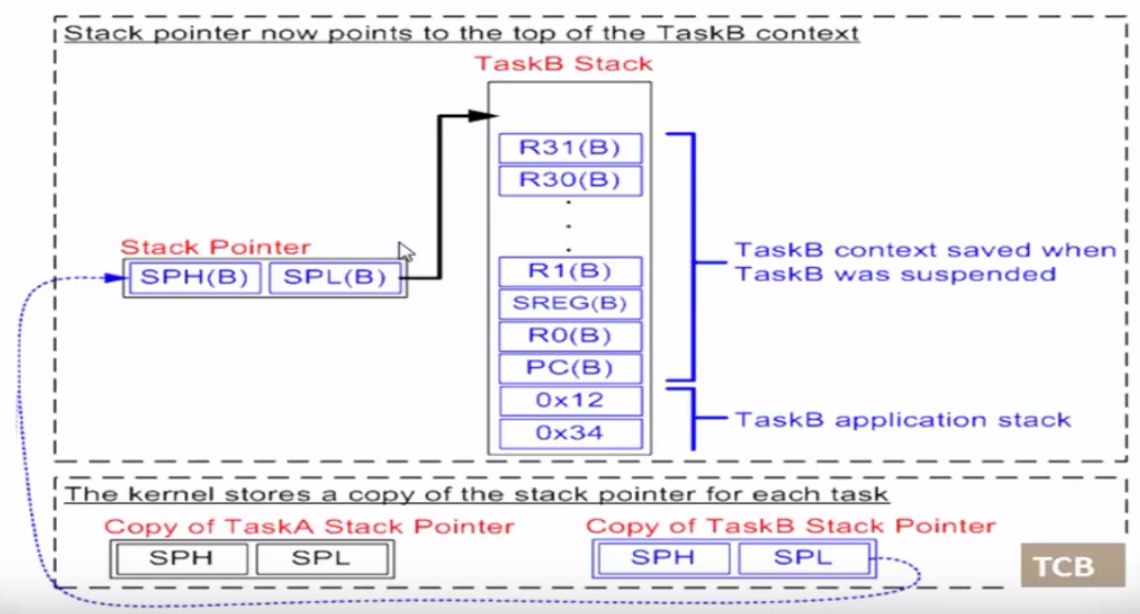 Stack pointer now points to the top of the TaskB context
TaskB Stack
R31(B)
R30(B)
Stack Pointer
SPH(B) SPL(B)
R1(B)
SREG(B)
R0(B)
PC(B)
0x12
0x34
TaskB context saved when
TaskB was suspended
TaskB application stack
The kernel stores a copy of the stack pointer for each task
Copy of TaskA Stack Pointer
SPH SPL
Copy of TaskB Stack Pointer
SPH SPL
TCB